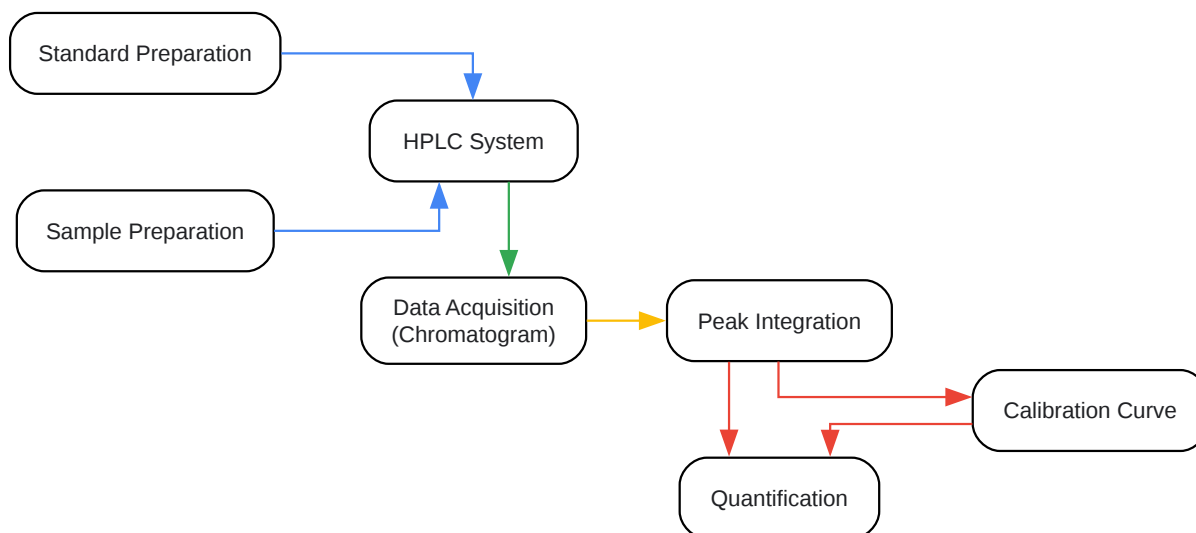 Standard Preparation
HPLC System
Sample Preparation
Data Acquisition
(Chromatogram)
Peak Integration
Calibration Curve
Quantification